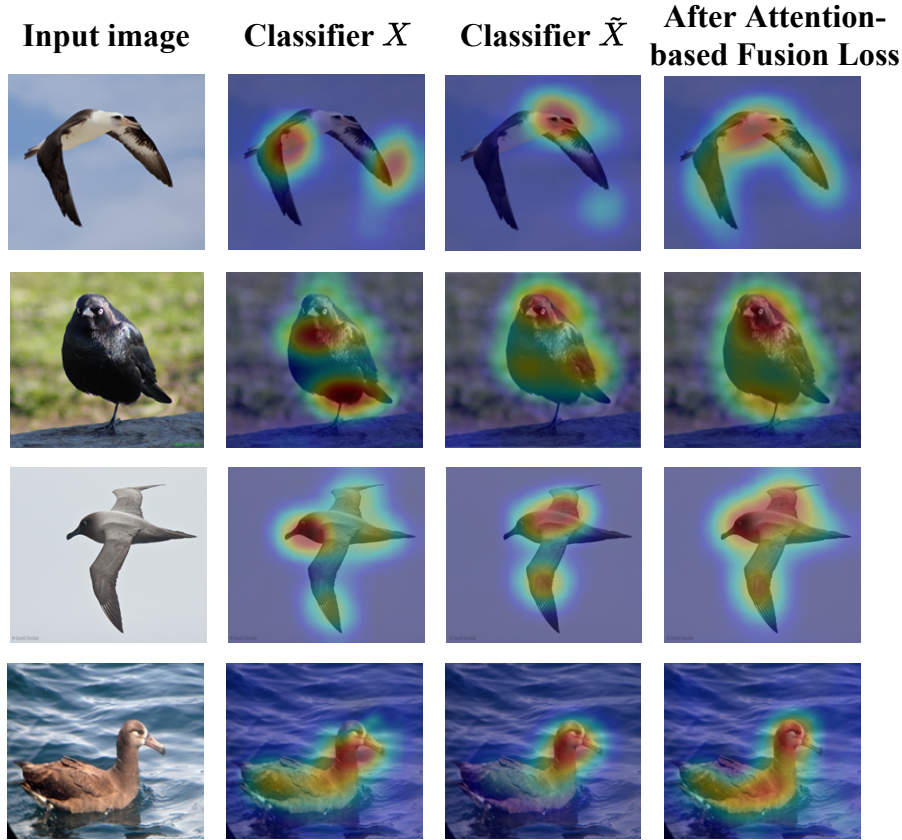 Input image
Classifier X
Classifier X̃
After Attention-
based Fusion Loss